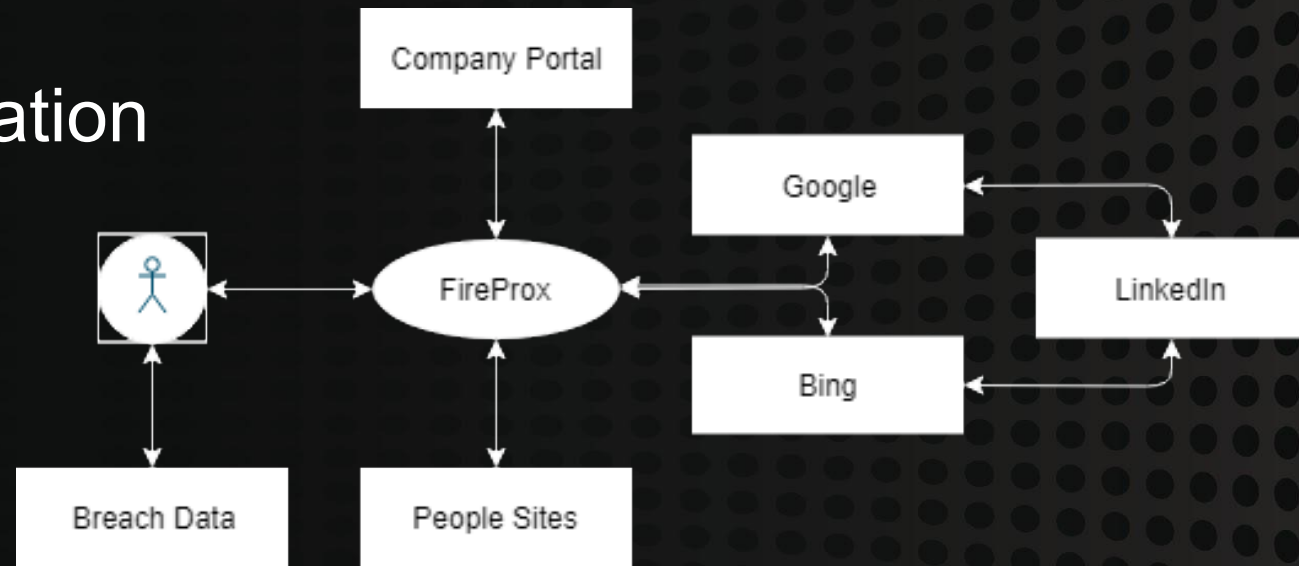 Company Portal
ation
Google
FireProx
LinkedIn
Bing
Breach Data
People Sites